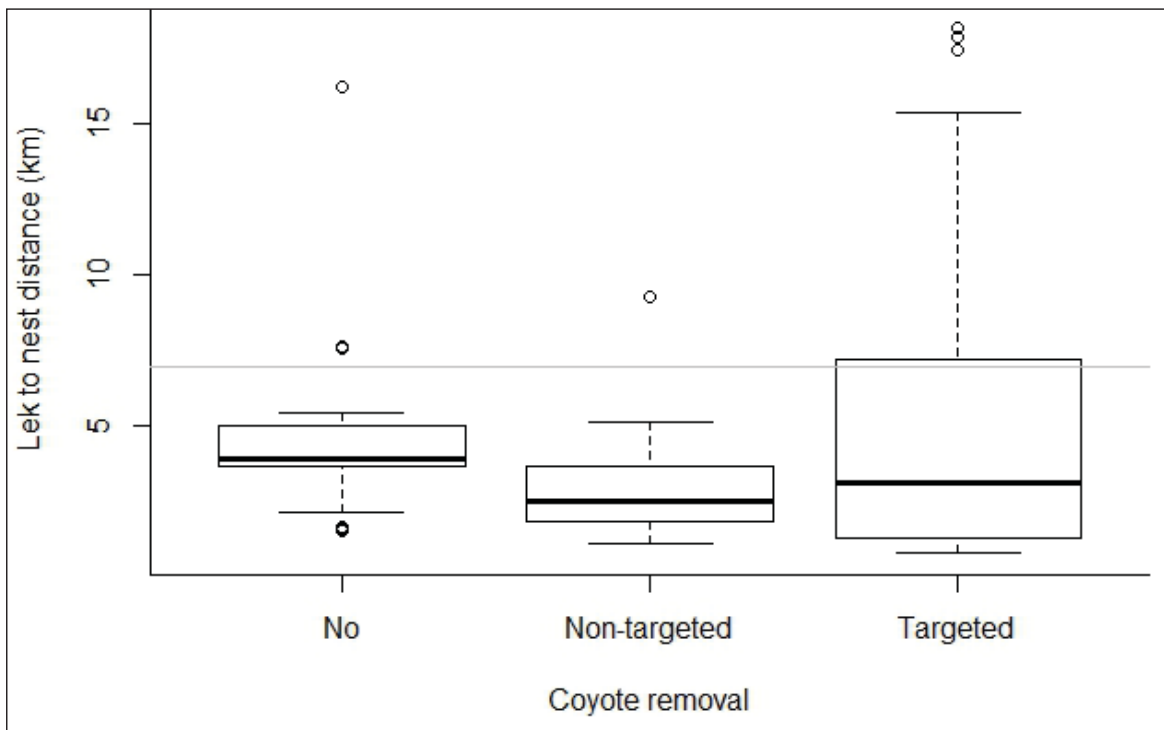 Lek to nest distance (km)
15
10
5
No
Non-targeted
Targeted
Coyote removal